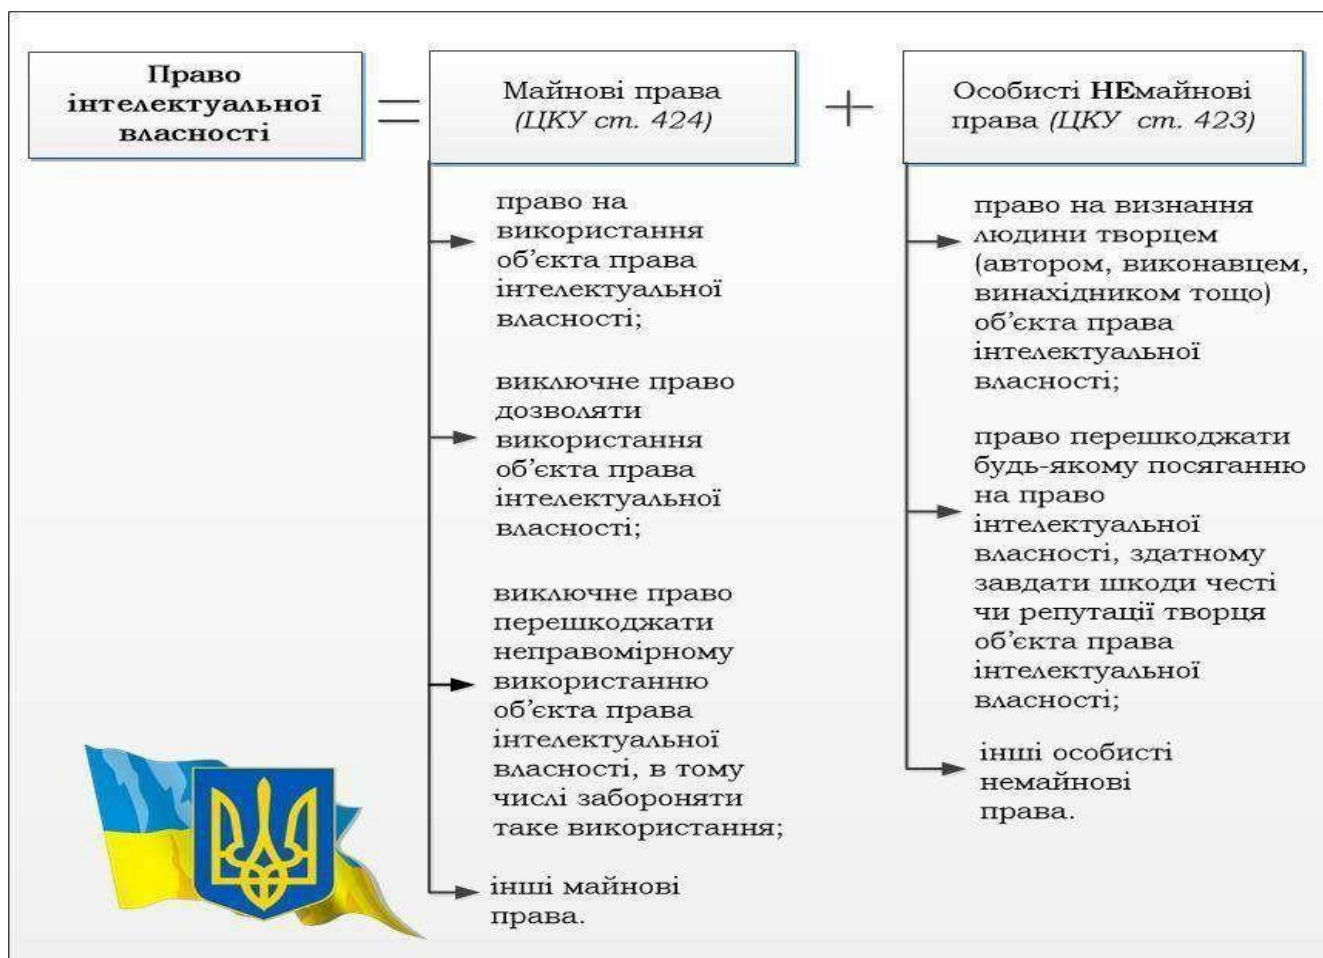 Право
інтелектуальної
власності
=
Майнові права
(ЦКУ ст. 424)
+
Особисті НЕмайнові
права (ЦКУ ст. 423)
право на
використання
об’єкта права
інтелектуальної
власності;
виключне право
дозволяти
використання
об’єкта права
інтелектуальної
власності;
виключне право
перешкоджати
неправомірному
використанню
об’єкта права
інтелектуальної
власності, в тому
числі забороняти
таке використання;
інші майнові
права.
право на визнання
людини творцем
(автором, виконавцем,
винахідником тощо)
об’єкта права
інтелектуальної
власності;
право перешкоджати
будь-якому посяганню
на право
інтелектуальної
власності, здатному
завдати шкоди честі
чи репутації творця
об’єкта права
інтелектуальної
власності;
інші особисті
немайнові
права.